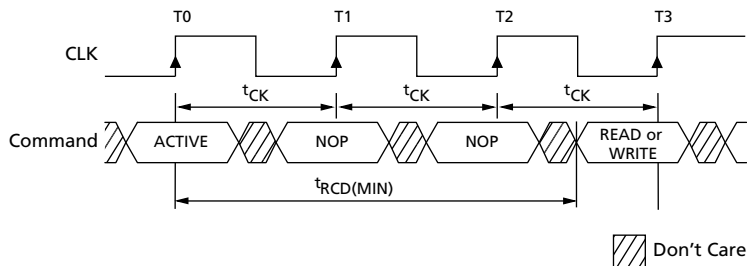 T0 T1 T2 T3
CLK
tCK tCK tCK
Command ACTIVE NOP NOP READ or
WRITE
tRCD(MIN)
Don't Care